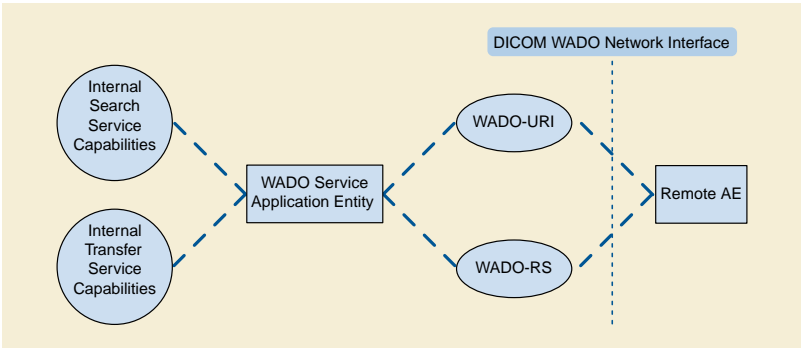 DICOM WADO Network Interface
Internal
Search
Service
Capabilities
WADO-URI
WADO Service
Application Entity
Remote AE
Internal
Transfer
Service
Capabilities
WADO-RS